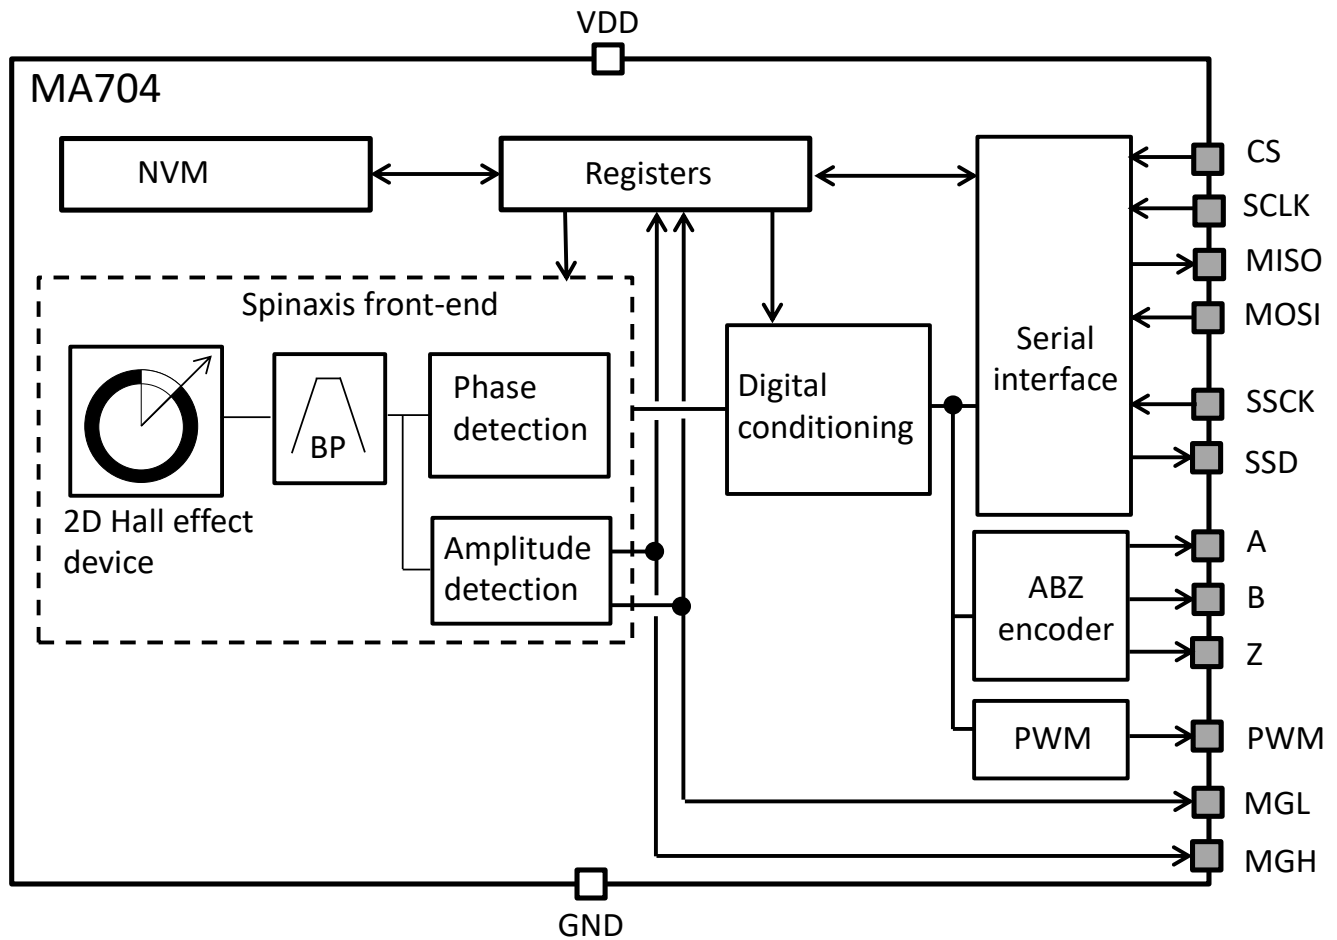 VDD
MA704
NVM
Registers
CS
SCLK
MISO
MOSI
SSCK
SSD
Spinaxis front-end
Serial
interface
Phase
detection
Digital
conditioning
BP
2D Hall effect
device
Amplitude
detection
ABZ
encoder
A
B
Z
PWM
PWM
MGL
MGH
GND